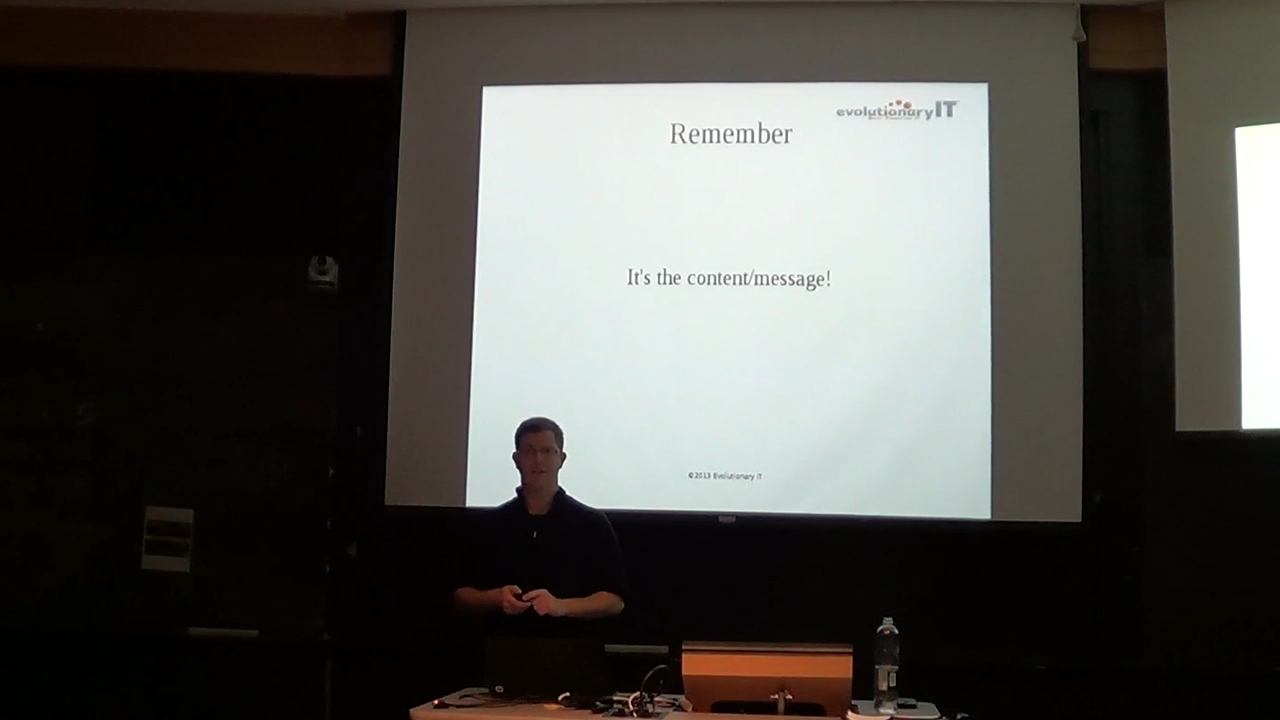 evolutionaryIT
Remember
It's the content/message!
©2013 Evolutionary IT